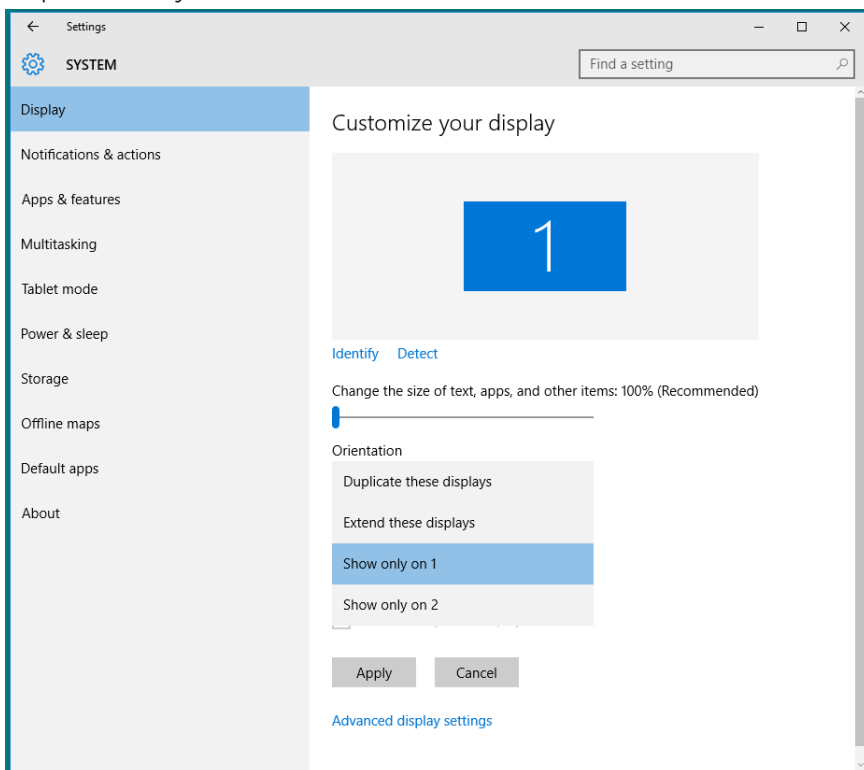 Settings
SYSTEM
Find a setting
Display
Notifications & actions
Apps & features
Multitasking
Tablet mode
Power & sleep
Storage
Offline maps
Default apps
About
Customize your display
1
Identify Detect
Change the size of text, apps, and other items: 100% (Recommended)
Orientation
Duplicate these displays
Extend these displays
Show only on 1
Show only on 2
Apply Cancel
Advanced display settings